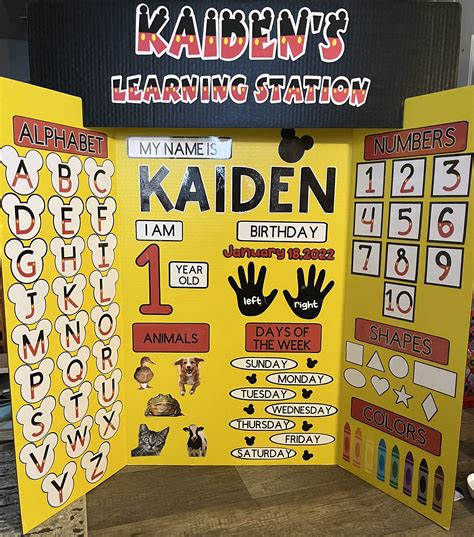 KAIDEN'S
LEARNING STATION
ALPHABET
A B C
D E F
G H I
J K L
M N O
P Q R
S T U
V W X
Y Z
MY NAME IS
KAIDEN
I AM
1
YEAR
OLD
BIRTHDAY
January 18, 2022
left right
ANIMALS
DAYS OF
THE WEEK
SUNDAY
MONDAY
TUESDAY
WEDNESDAY
THURSDAY
FRIDAY
SATURDAY
NUMBERS
1 2 3
4 5 6
7 8 9
10
SHAPES
COLORS